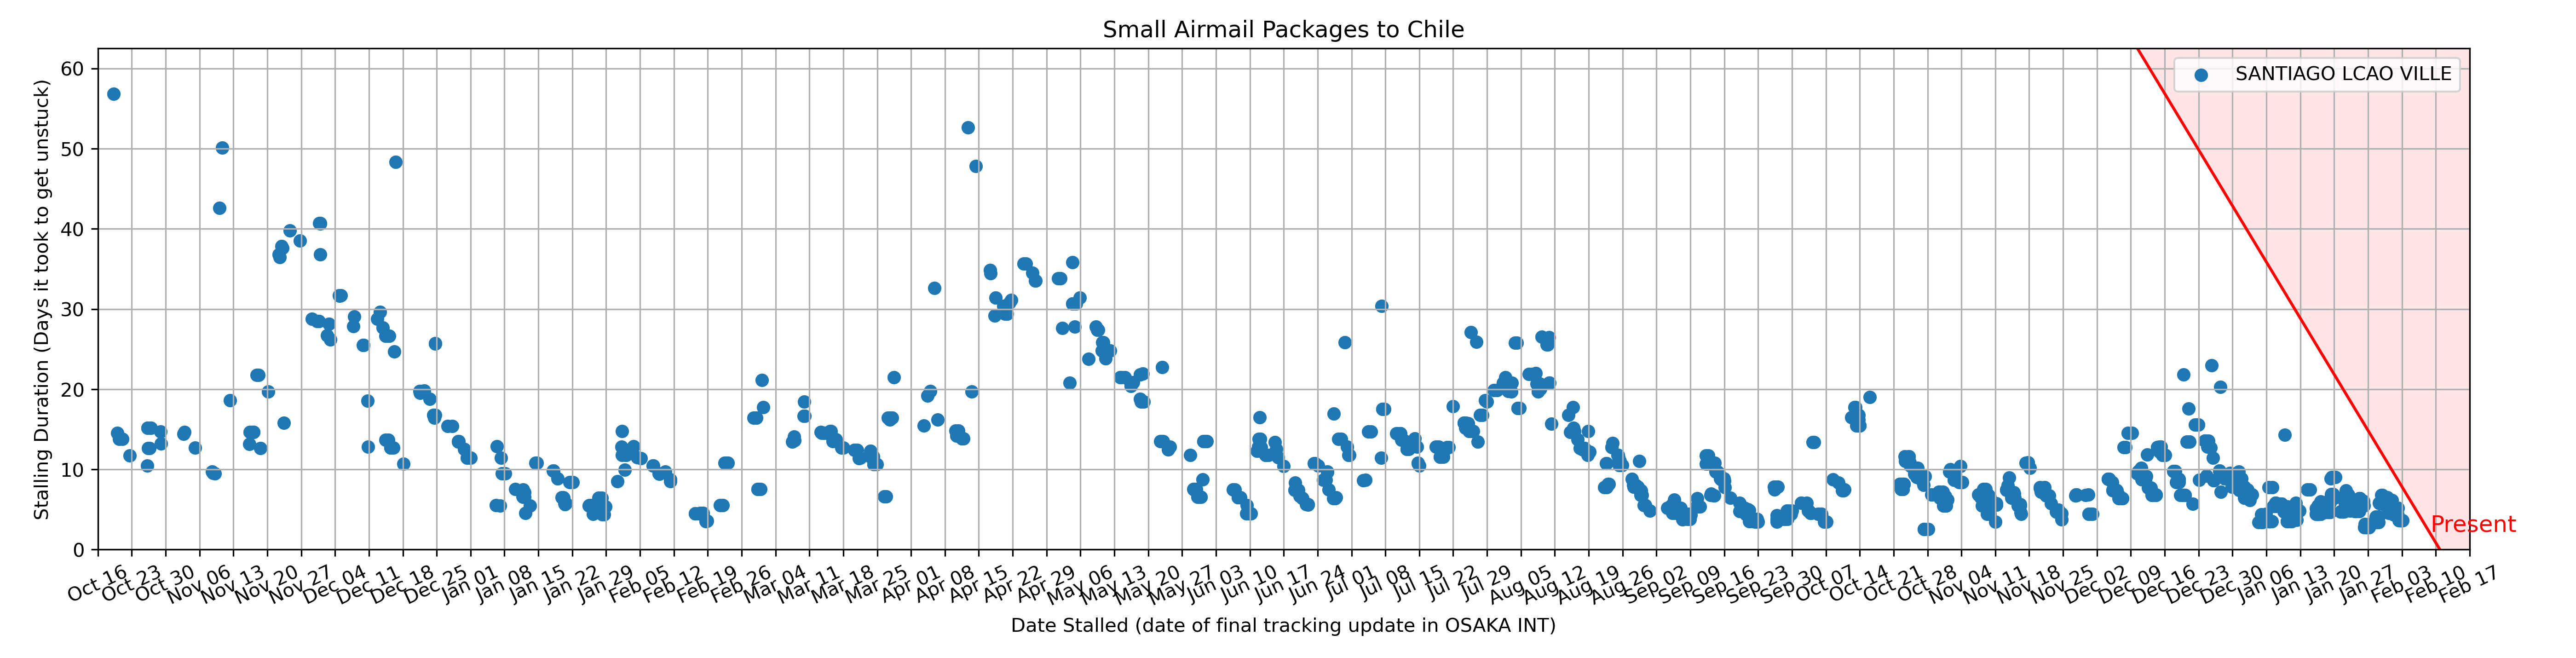 Small Airmail Packages to Chile
SANTIAGO LCAO VILLE
Stalling Duration (Days it took to get unstuck)
60
50
40
30
20
10
0
Present
Oct 16
Oct 23
Oct 30
Nov 06
Nov 13
Nov 20
Nov 27
Dec 04
Dec 11
Dec 18
Dec 25
Jan 01
Jan 08
Jan 15
Jan 22
Jan 29
Feb 05
Feb 12
Feb 19
Feb 26
Mar 04
Mar 11
Mar 18
Mar 25
Apr 01
Apr 08
Apr 15
Apr 22
Apr 29
May 06
May 13
May 20
May 27
Jun 03
Jun 10
Jun 17
Jun 24
Jul 01
Jul 08
Jul 15
Jul 22
Jul 29
Aug 05
Aug 12
Aug 19
Aug 26
Sep 02
Sep 09
Sep 16
Sep 23
Sep 30
Oct 07
Oct 14
Oct 21
Oct 28
Nov 04
Nov 11
Nov 18
Nov 25
Dec 02
Dec 09
Dec 16
Dec 23
Dec 30
Jan 06
Jan 13
Jan 20
Jan 27
Feb 03
Feb 10
Feb 17
Date Stalled (date of final tracking update in OSAKA INT)